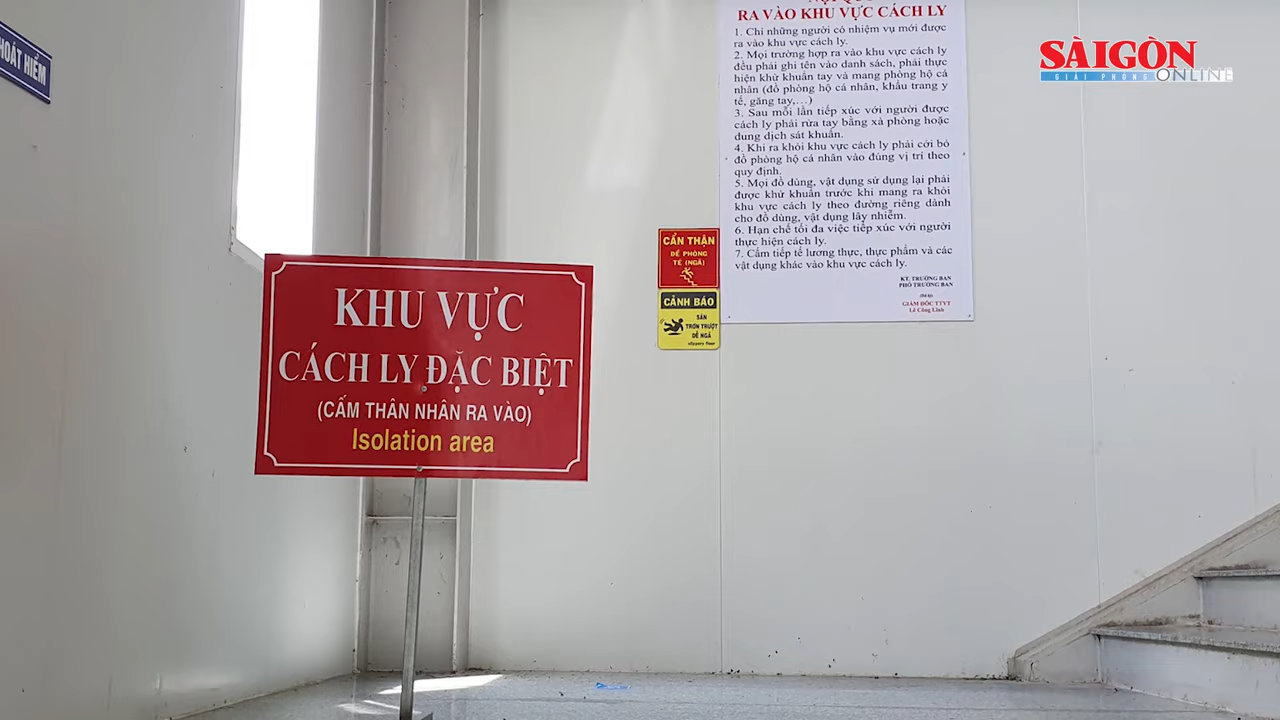 HOÁT HIỂM
RA VÀO KHU VỰC CÁCH LY
1. Chỉ những người có nhiệm vụ mới được
ra vào khu vực cách ly.
2. Mọi trường hợp ra vào khu vực cách ly
đều phải ghi tên vào danh sách, phải thực
hiện khử khuẩn tay và mang phòng hộ cá
nhân (đồ phòng hộ cá nhân, khẩu trang y
tế, găng tay,...)
3. Sau mỗi lần tiếp xúc với người được
cách ly phải rửa tay bằng xà phòng hoặc
dung dịch sát khuẩn.
4. Khi ra khỏi khu vực cách ly phải cởi bỏ
đồ phòng hộ cá nhân vào đúng vị trí theo
quy định.
5. Mọi đồ dùng, vật dụng sử dụng lại phải
được khử khuẩn trước khi mang ra khỏi
khu vực cách ly theo đường riêng dành
cho đồ dùng, vật dụng lây nhiễm.
6. Hạn chế tối đa việc tiếp xúc với người
thực hiện cách ly.
7. Cấm tiếp tế lương thực, thực phẩm và các
vật dụng khác vào khu vực cách ly.
KT. TRƯỞNG BAN
PHÓ TRƯỞNG BAN
GIÁM ĐỐC TTYT
Lê Công Lĩnh
SÀIGÒN
GIẢI PHÓNG ONLINE
CẨN THẬN
ĐỀ PHÒNG
TÉ (NGÃ)
CẢNH BÁO
SÀN
TRƠN TRƯỢT
DỄ NGÃ
slippery floor
KHU VỰC
CÁCH LY ĐẶC BIỆT
(CẤM THÂN NHÂN RA VÀO)
Isolation area